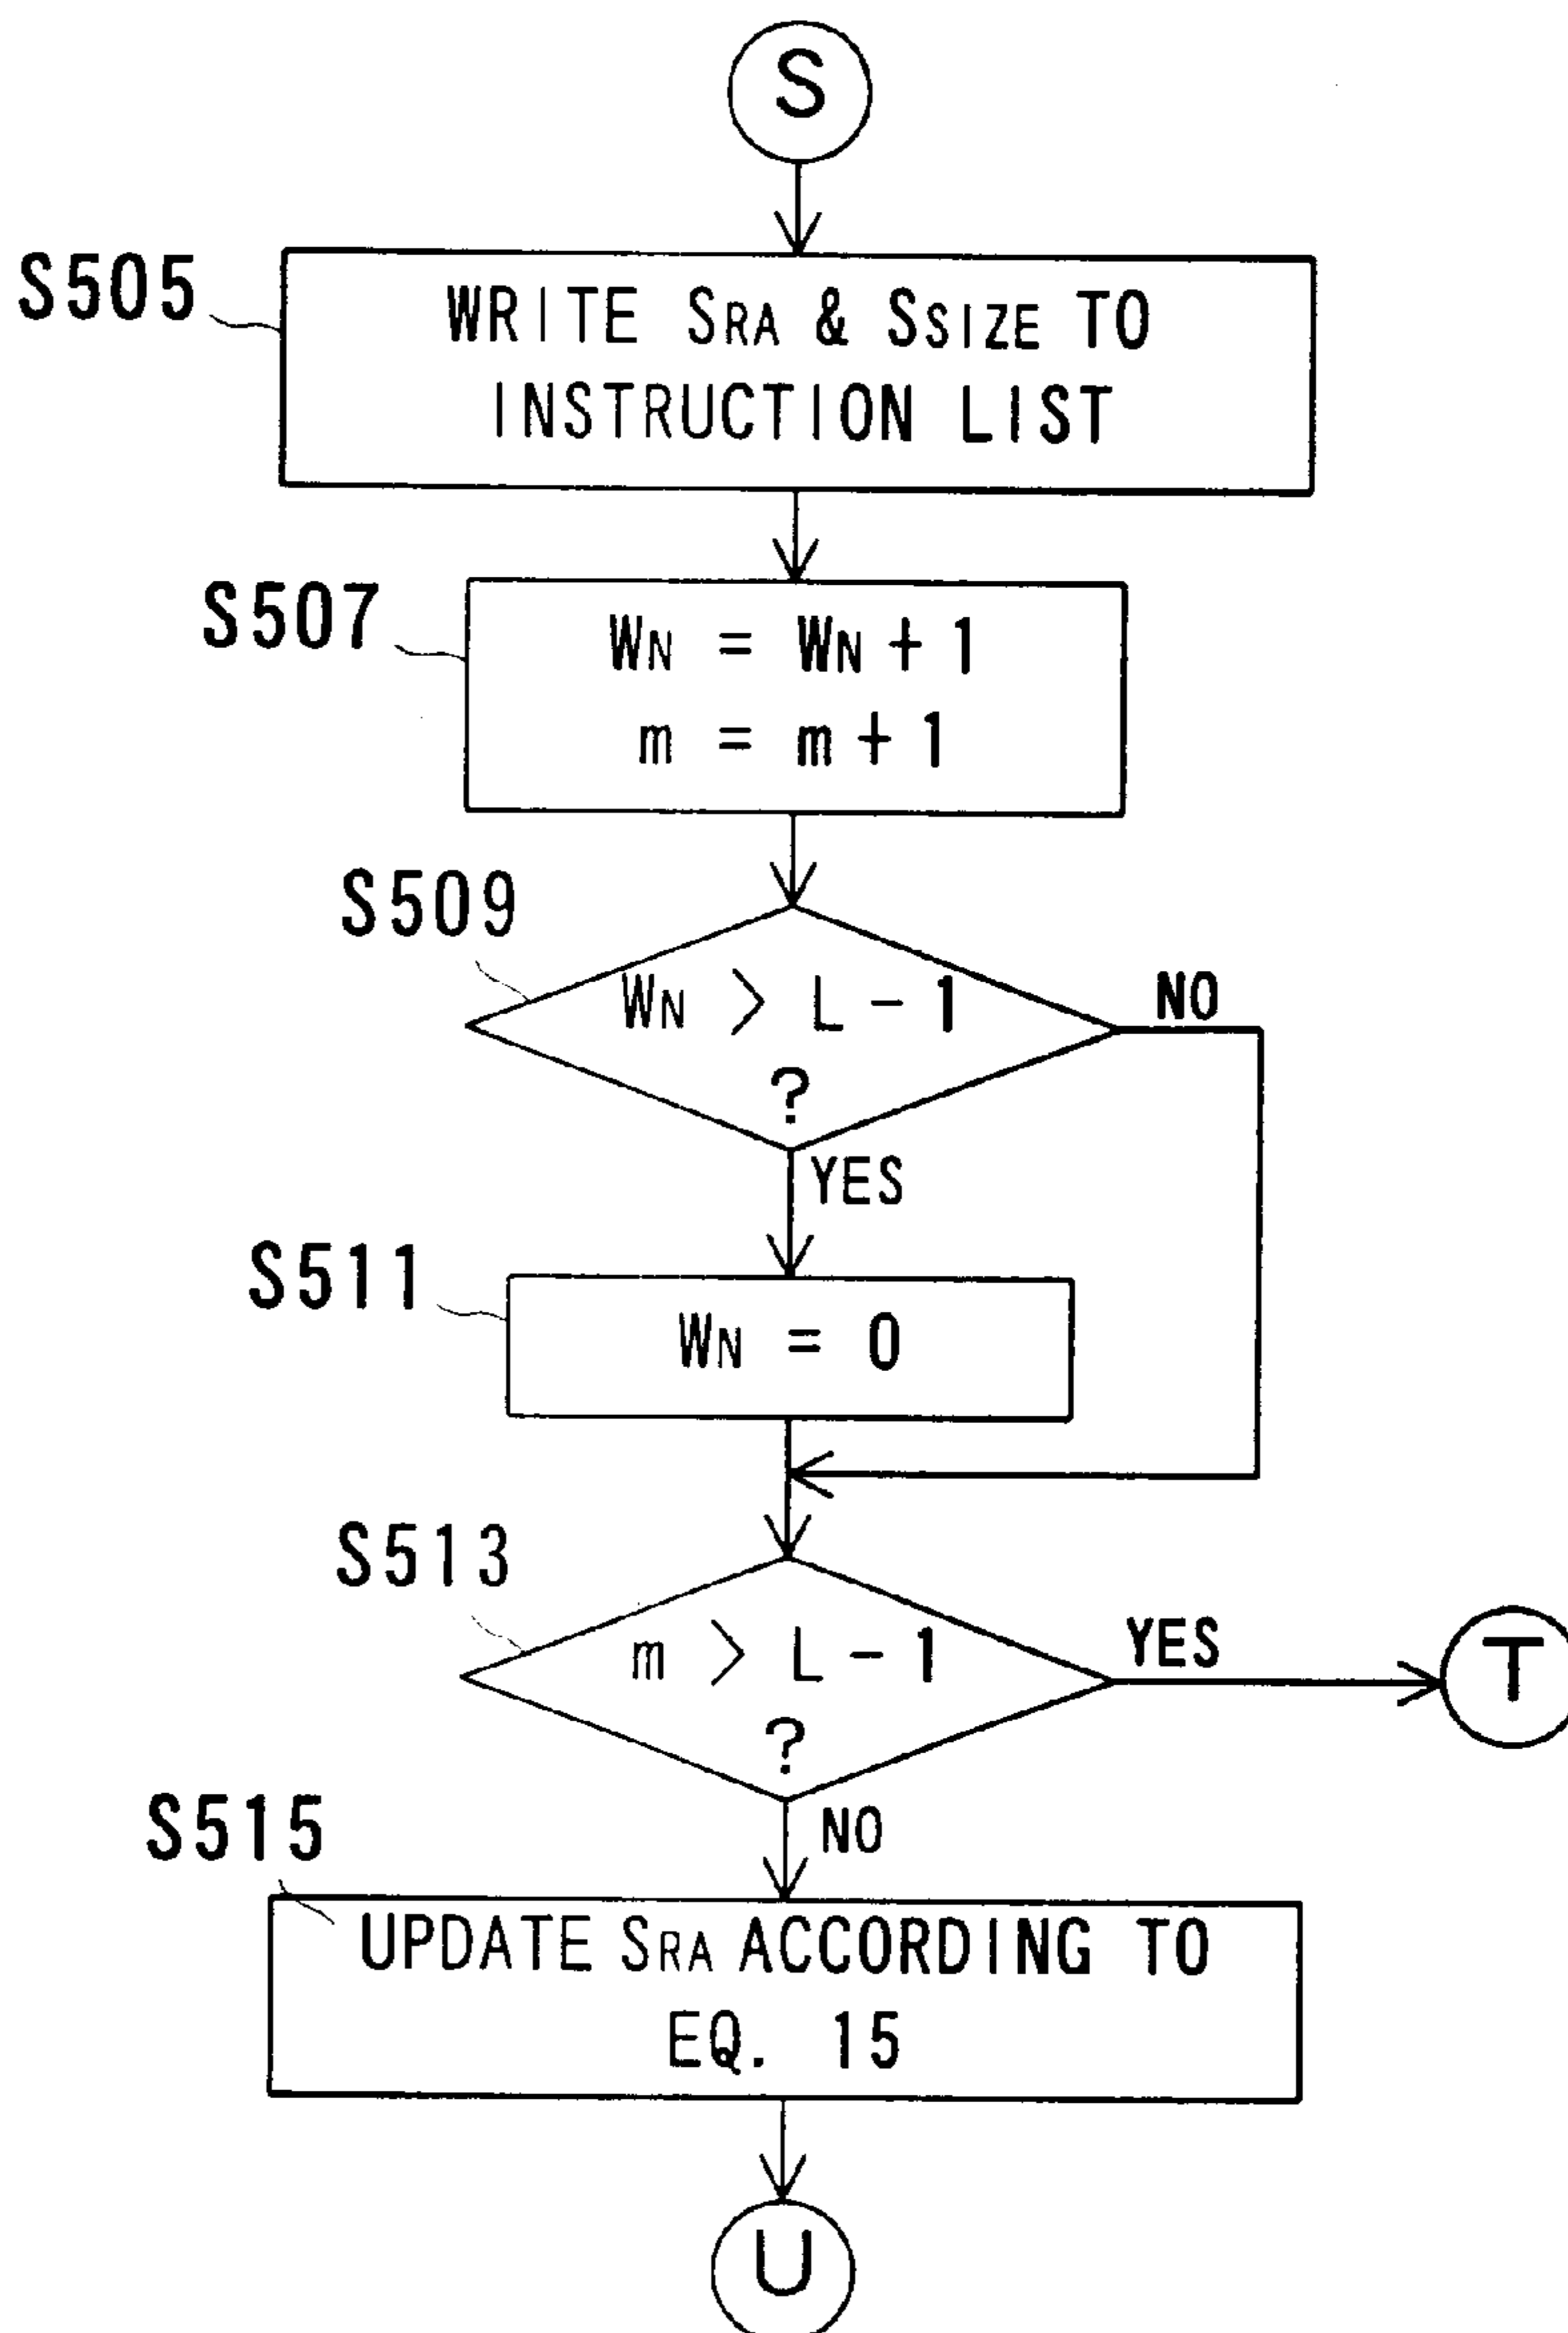 S
S505
WRITE SRA & SSIZE TO
INSTRUCTION LIST
S507
WN = WN + 1
m = m + 1
S509
WN > L - 1
?
NO
YES
S511
WN = 0
S513
m > L - 1
?
YES
T
NO
S515
UPDATE SRA ACCORDING TO
EQ. 15
U